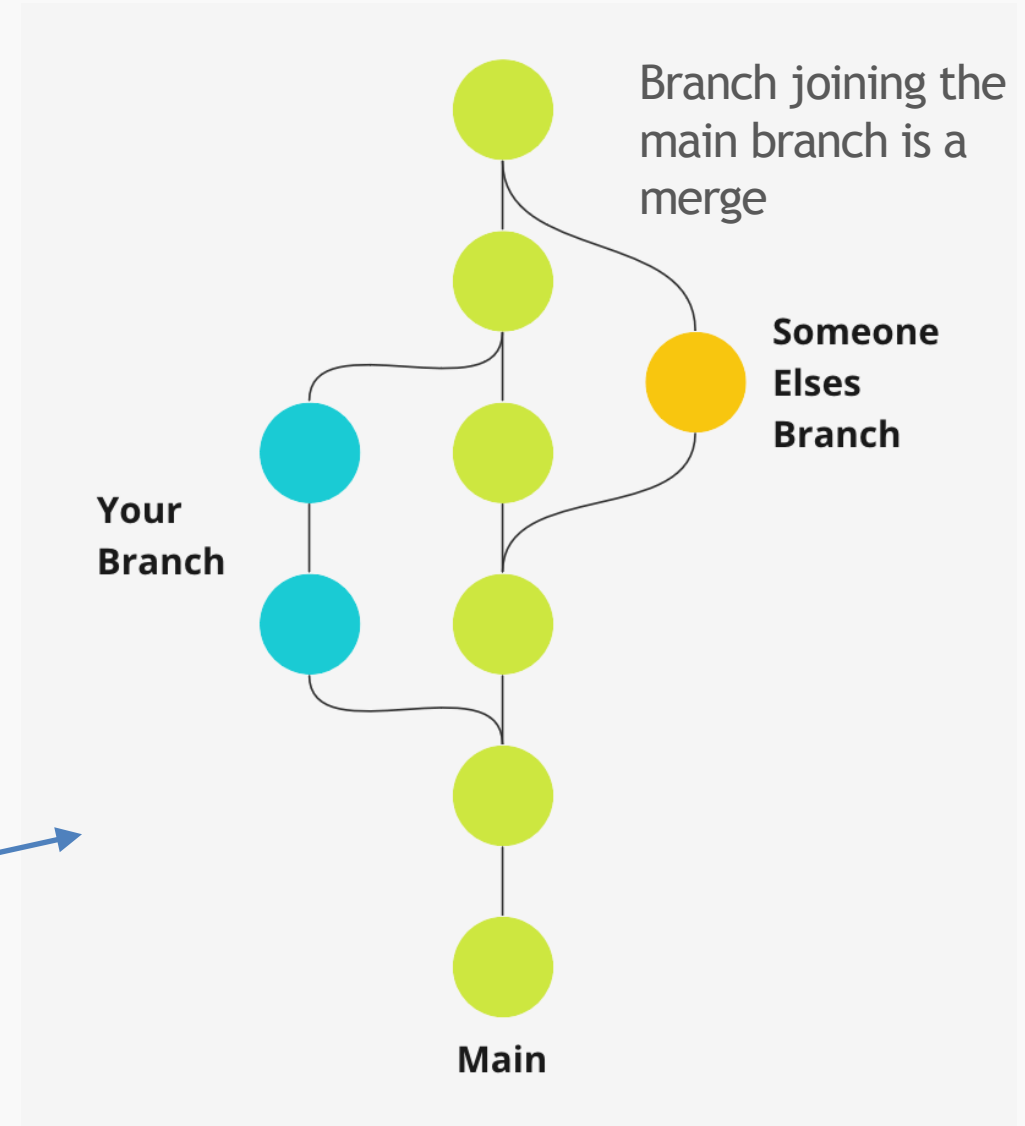 Branch joining the
main branch is a
merge
Someone
Elses
Branch
Your
Branch
Main